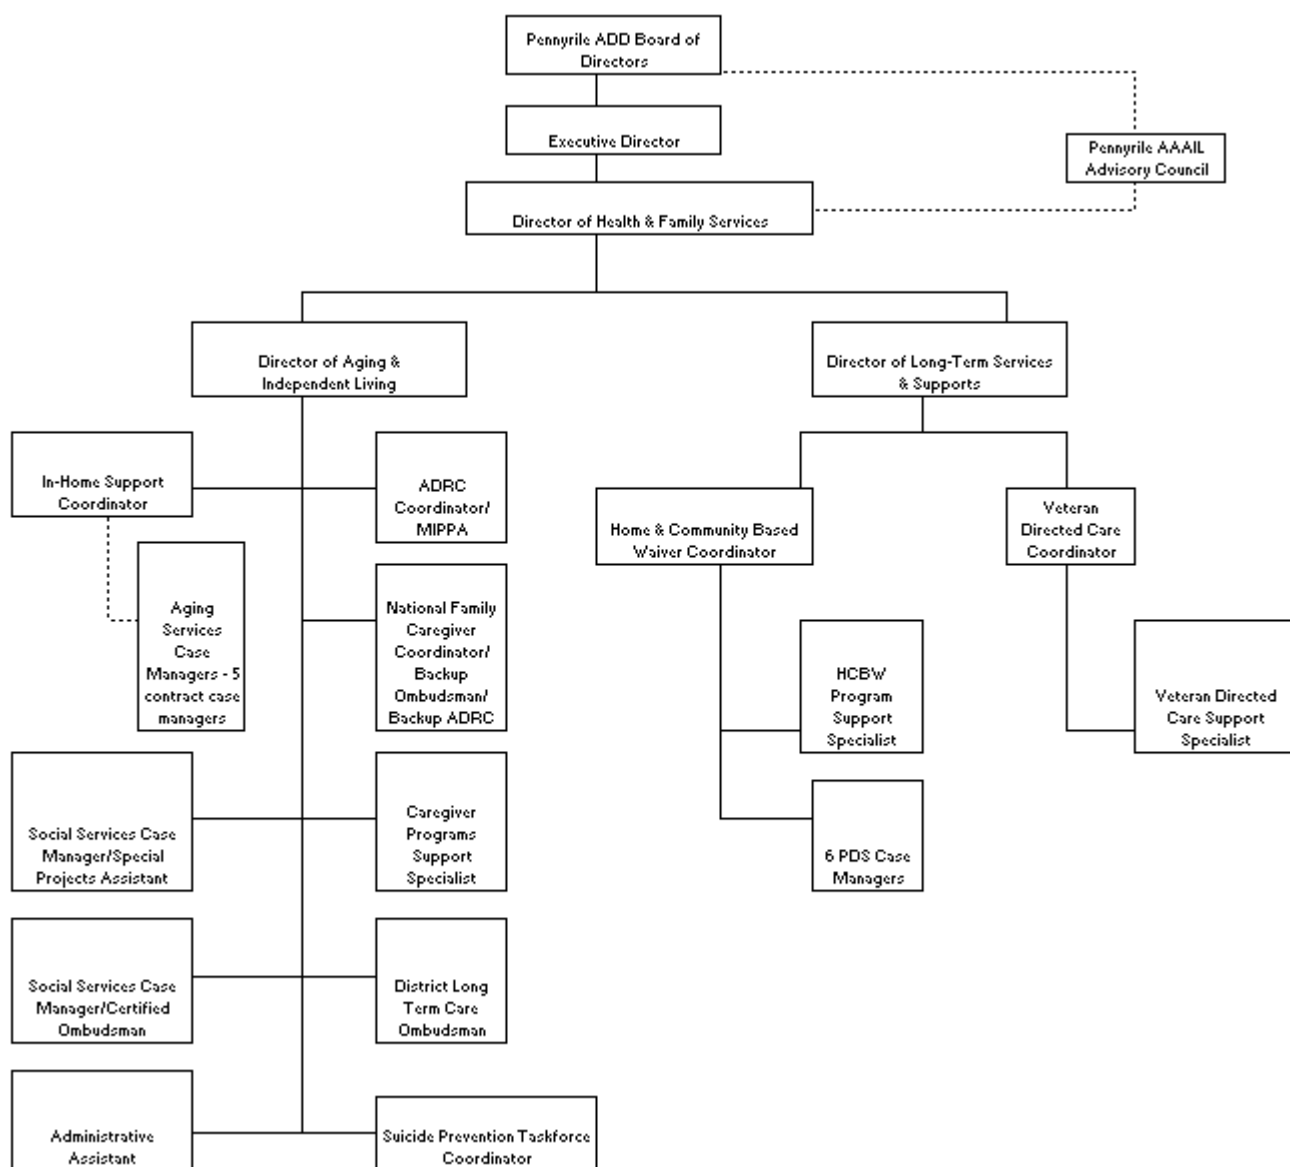 Pennyrile ADD Board of
Directors
Executive Director
Pennyrile AAAIL
Advisory Council
Director of Health & Family Services
Director of Aging &
Independent Living
Director of Long-Term Services
& Supports
In-Home Support
Coordinator
ADRC
Coordinator/
MIPPA
Home & Community Based
Waiver Coordinator
Veteran
Directed Care
Coordinator
Aging
Services
Case
Managers - 5
contract case
managers
National Family
Caregiver
Coordinator/
Backup
Ombudsman/
Backup ADRC
HCBW
Program
Support
Specialist
Veteran Directed
Care Support
Specialist
Social Services Case
Manager/Special
Projects Assistant
Caregiver
Programs
Support
Specialist
6 PDS Case
Managers
Social Services Case
Manager/Certified
Ombudsman
District Long
Term Care
Ombudsman
Administrative
Assistant
Suicide Prevention Taskforce
Coordinator